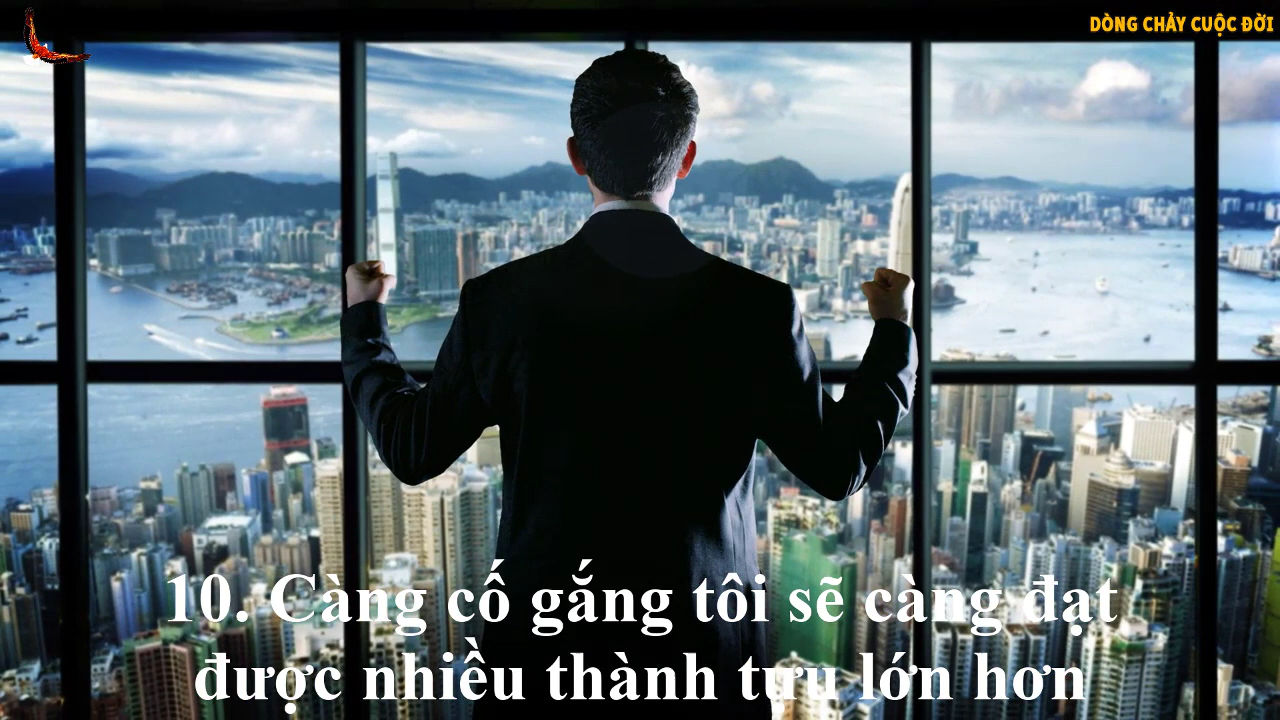 DÒNG CHẢY CUỘC ĐỜI
10. Càng cố gắng tôi sẽ càng đạt
được nhiều thành tựu lớn hơn